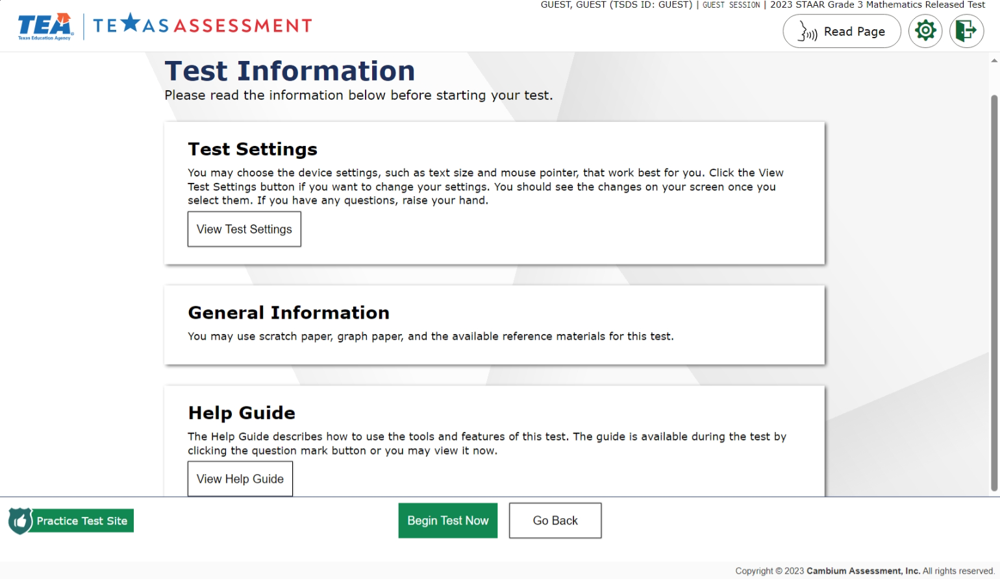 GUEST, GUEST (TSDS ID: GUEST) | GUEST SESSION | 2023 STAAR Grade 3 Mathematics Released Test
TEA
Texas Education Agency
TEXAS ASSESSMENT
Read Page
Test Information
Please read the information below before starting your test.
Test Settings
You may choose the device settings, such as text size and mouse pointer, that work best for you. Click the View
Test Settings button if you want to change your settings. You should see the changes on your screen once you
select them. If you have any questions, raise your hand.
View Test Settings
General Information
You may use scratch paper, graph paper, and the available reference materials for this test.
Help Guide
The Help Guide describes how to use the tools and features of this test. The guide is available during the test by
clicking the question mark button or you may view it now.
View Help Guide
Practice Test Site
Begin Test Now
Go Back
Copyright © 2023 Cambium Assessment, Inc. All rights reserved.